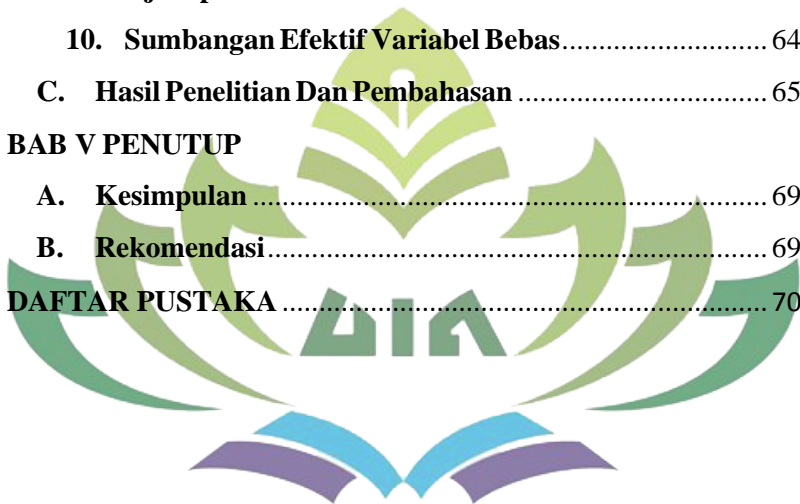 10. Sumbangan Efektif Variabel Bebas........................... 64
C. Hasil Penelitian Dan Pembahasan ................................ 65
BAB V PENUTUP
A. Kesimpulan ................................................................. 69
B. Rekomendasi............................................................... 69
DAFTAR PUSTAKA ............................................................. 70
UIN